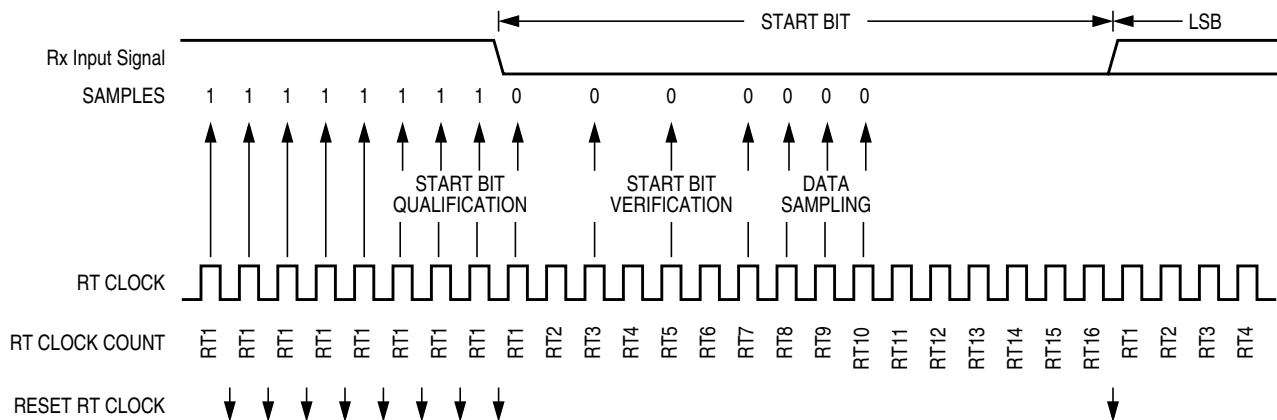 START BIT LSB
Rx Input Signal
SAMPLES 1 1 1 1 1 1 1 1 0 0 0 0 0 0 0
START BIT QUALIFICATION
START BIT VERIFICATION
DATA SAMPLING
RT CLOCK
RT CLOCK COUNT RT1 RT1 RT1 RT1 RT1 RT1 RT1 RT1 RT1 RT2 RT3 RT4 RT5 RT6 RT7 RT8 RT9 RT10 RT11 RT12 RT13 RT14 RT15 RT16 RT1 RT2 RT3 RT4
RESET RT CLOCK